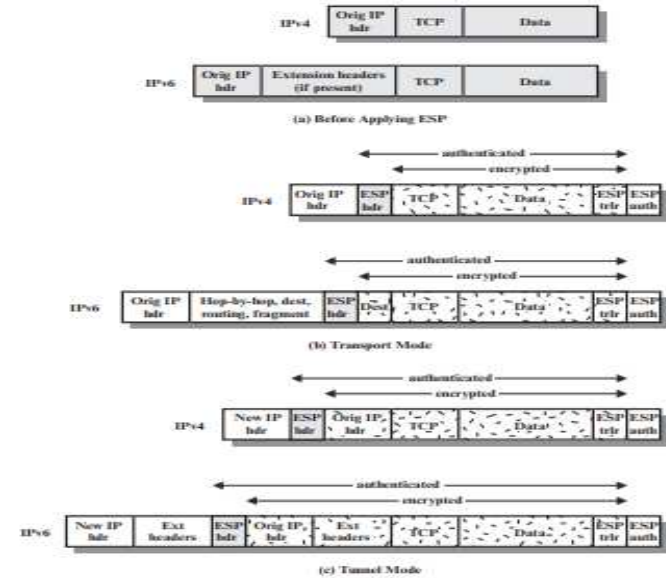 Orig IP
hdr
IPv4
TCP
Data
Orig IP
hdr
IPv6
Extension headers
(if present)
TCP
Data
(a) Before Applying ESP
authenticated
encrypted
IPv4
Orig IP
hdr
ESP
hdr
TCP
Data
ESP
trlr
ESP
auth
authenticated
encrypted
IPv6
Orig IP
hdr
Hop-by-hop, dest,
routing, fragment
ESP
hdr
Dest
TCP
Data
ESP
trlr
ESP
auth
(b) Transport Mode
authenticated
encrypted
IPv4
New IP
hdr
ESP
hdr
Orig IP
hdr
TCP
Data
ESP
trlr
ESP
auth
authenticated
encrypted
IPv6
New IP
hdr
Ext
headers
ESP
hdr
Orig IP
hdr
Ext
headers
TCP
Data
ESP
trlr
ESP
auth
(c) Tunnel Mode